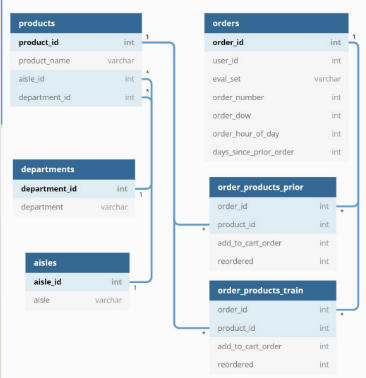 products
product_id int
product_name varchar
aisle_id int
department_id int
1
*
*
departments
department_id int
department varchar
1
aisles
aisle_id int
aisle varchar
1
orders
order_id int
user_id int
eval_set varchar
order_number int
order_dow int
order_hour_of_day int
days_since_prior_order int
1
order_products_prior
order_id int
product_id int
add_to_cart_order int
reordered int
*
*
order_products_train
order_id int
product_id int
add_to_cart_order int
reordered int
*
*